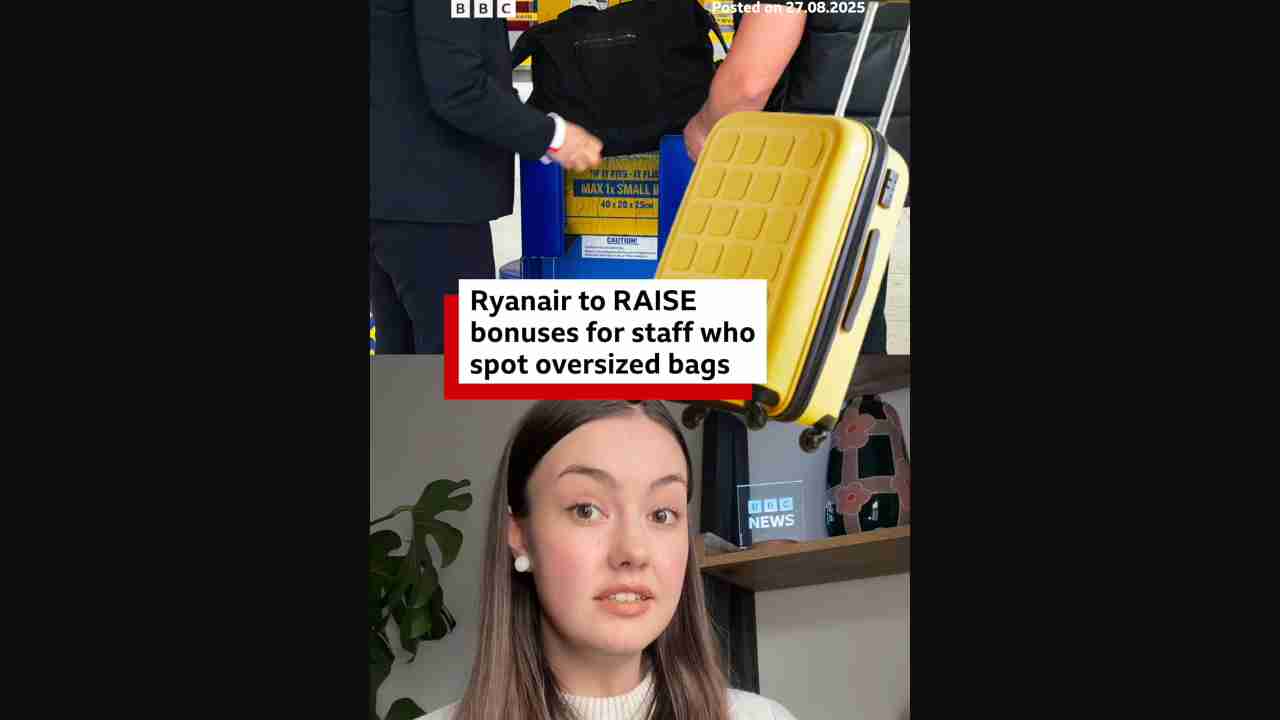 BBC
Posted on 27.08.2025
MAX 1x SMALL
40 x 20 x 25cm
CAUTION!
Ryanair to RAISE
bonuses for staff who
spot oversized bags
BBC
NEWS